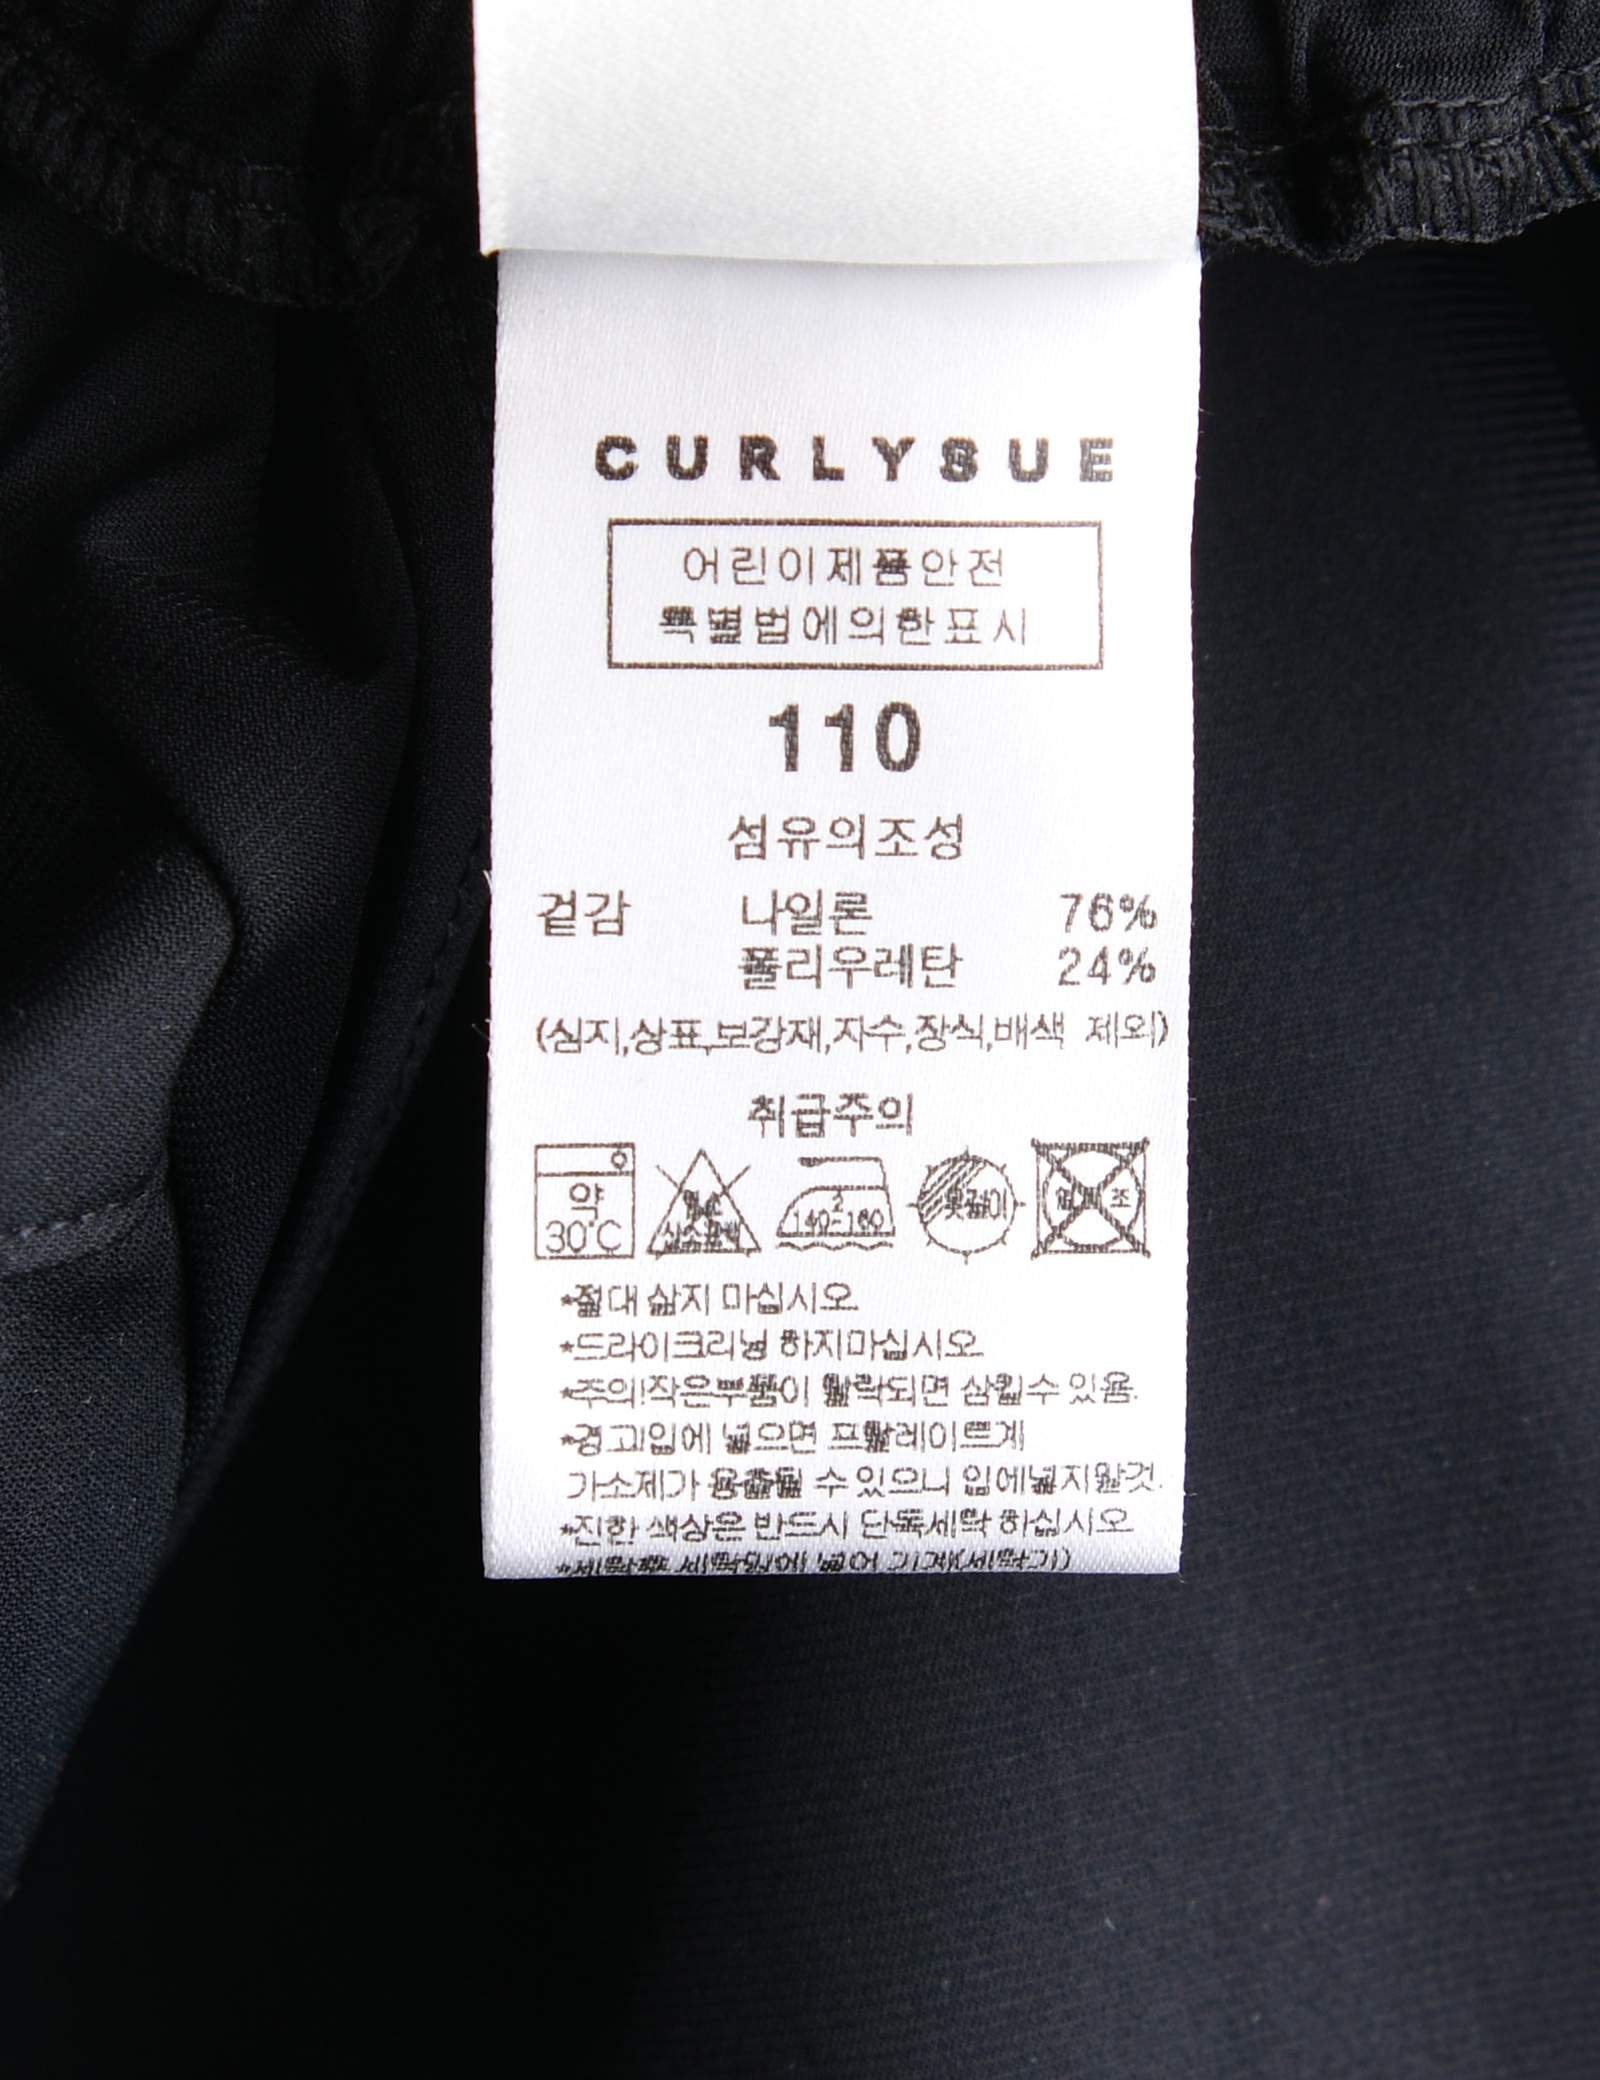 CURLYSUE
어린이제품안전
특별법에의한표시
110
섬유의조성
겉감 나일론 76%
폴리우레탄 24%
(심지,상표,보강재,자수,장식,배색 제외)
취급주의
약 30°C
2 140-160
옷걸이
*절대 삶지 마십시오.
*드라이크리닝 하지마십시오.
*주의!작은부품이 탈락되면 삼킬수 있음.
*경고!입에 넣으면 프탈레이트계
가소제가 용출될 수 있으니 입에넣지말것.
*진한 색상은 반드시 단독세탁 하십시오.